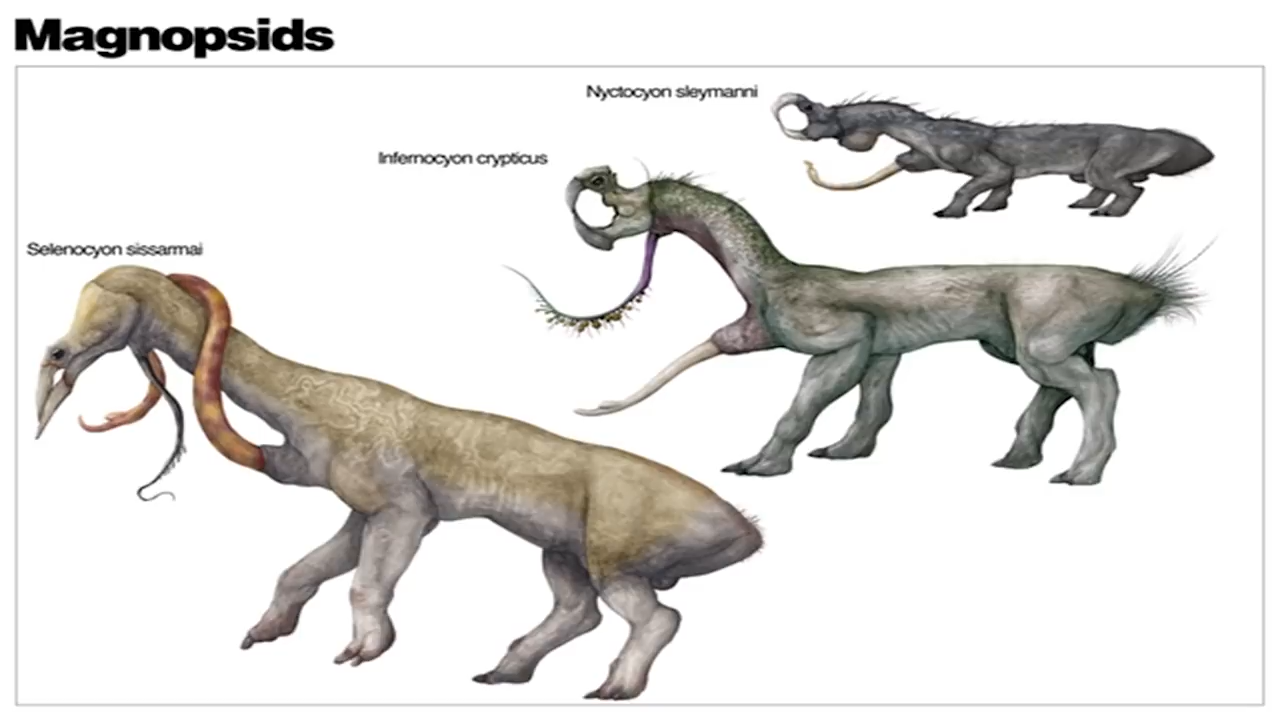 Magnopsids
Nyctocyon sleymanni
Infernocyon crypticus
Selenocyon sissarmai